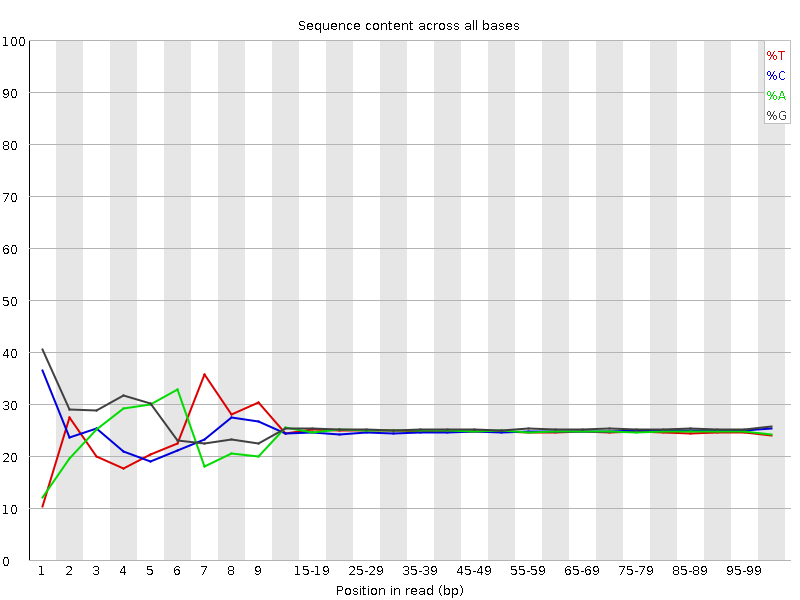 Sequence content across all bases
100
90
80
70
60
50
40
30
20
10
0
%T
%C
%A
%G
1 2 3 4 5 6 7 8 9 15-19 25-29 35-39 45-49 55-59 65-69 75-79 85-89 95-99
Position in read (bp)